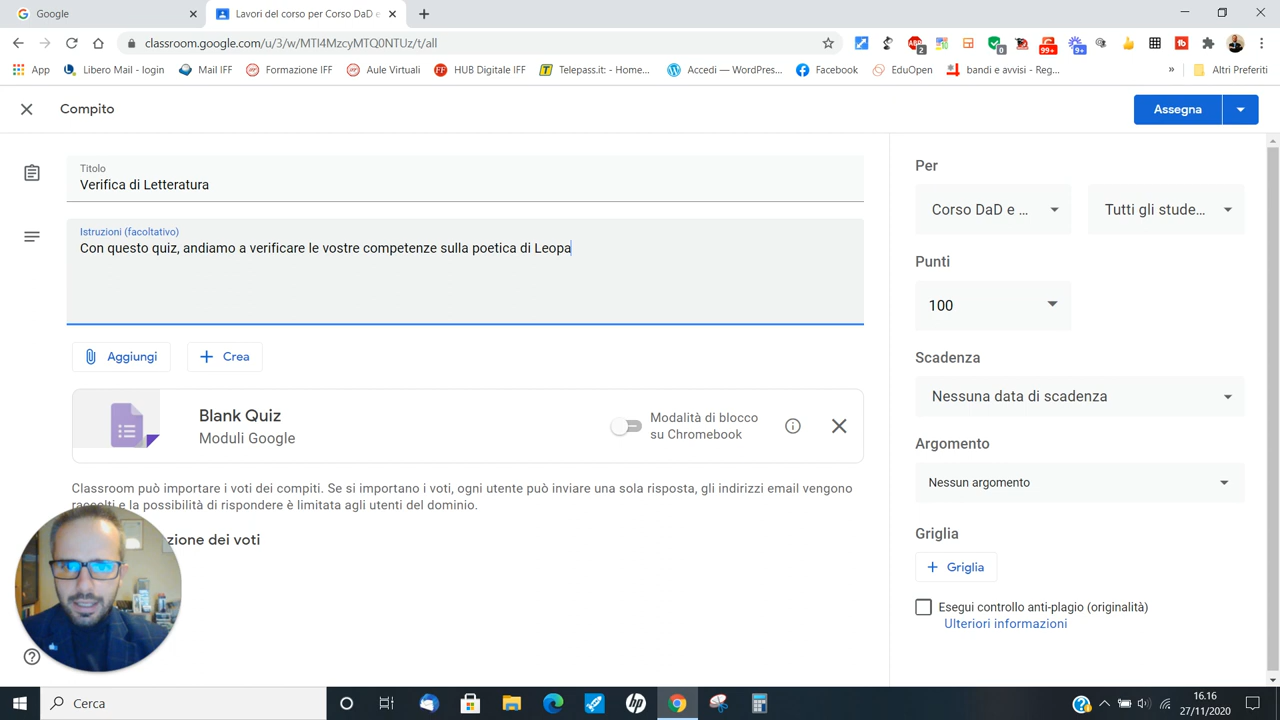 Google
Lavori del corso per Corso DaD e
classroom.google.com/u/3/w/MTI4MzcyMTQ0NTUz/t/all
2
0
99+
9+
App
Libero Mail - login
Mail IFF
Formazione IFF
Aule Virtuali
HUB Digitale IFF
Telepass.it: - Home...
Accedi — WordPres...
Facebook
EduOpen
bandi e avvisi - Reg...
»
Altri Preferiti
Compito
Assegna
Titolo
Verifica di Letteratura
Istruzioni (facoltativo)
Con questo quiz, andiamo a verificare le vostre competenze sulla poetica di Leopa
Aggiungi
Crea
Blank Quiz
Moduli Google
Modalità di blocco
su Chromebook
Classroom può importare i voti dei compiti. Se si importano i voti, ogni utente può inviare una sola risposta, gli indirizzi email vengono
e la possibilità di rispondere è limitata agli utenti del dominio.
zione dei voti
Per
Corso DaD e ...
Tutti gli stude...
Punti
100
Scadenza
Nessuna data di scadenza
Argomento
Nessun argomento
Griglia
Griglia
Esegui controllo anti-plagio (originalità)
Ulteriori informazioni
Cerca
16.16
27/11/2020